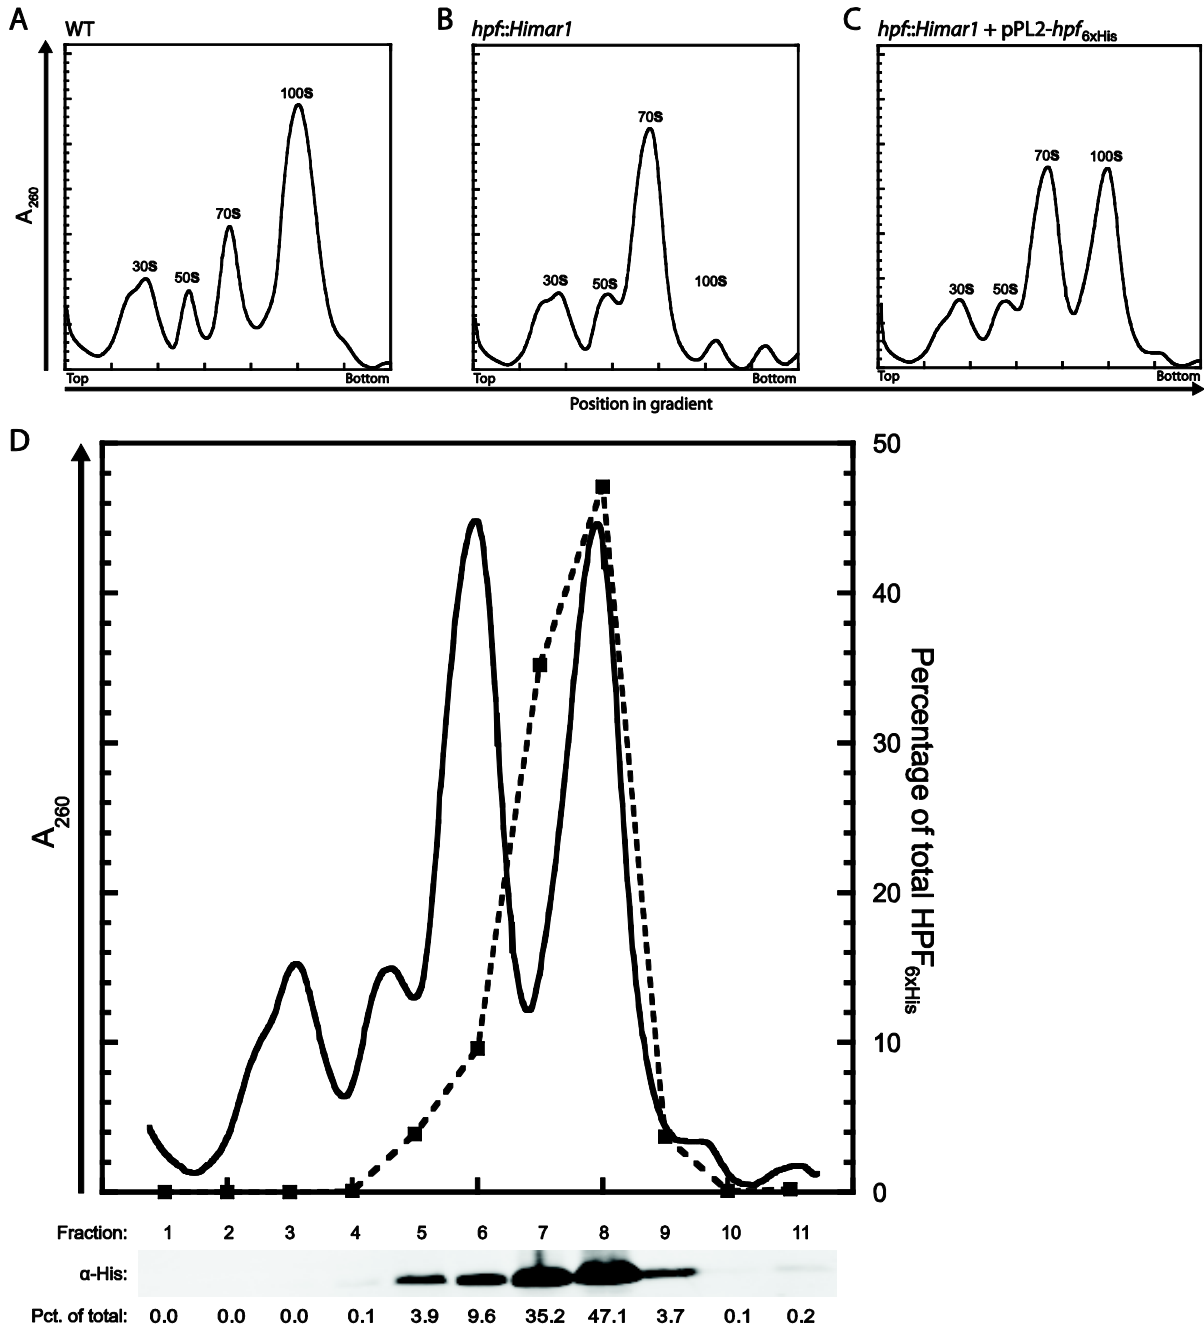 A
WT
B
hpf::Himar1
C
hpf::Himar1 + pPL2-hpf6xHis
A260
30S
50S
70S
100S
30S
50S
70S
100S
30S
50S
70S
100S
Top
Bottom
Top
Bottom
Top
Bottom
Position in gradient
D
A260
50
40
30
20
10
0
Percentage of total HPF6xHis
Fraction: 1 2 3 4 5 6 7 8 9 10 11
α-His:
Pct. of total: 0.0 0.0 0.0 0.1 3.9 9.6 35.2 47.1 3.7 0.1 0.2